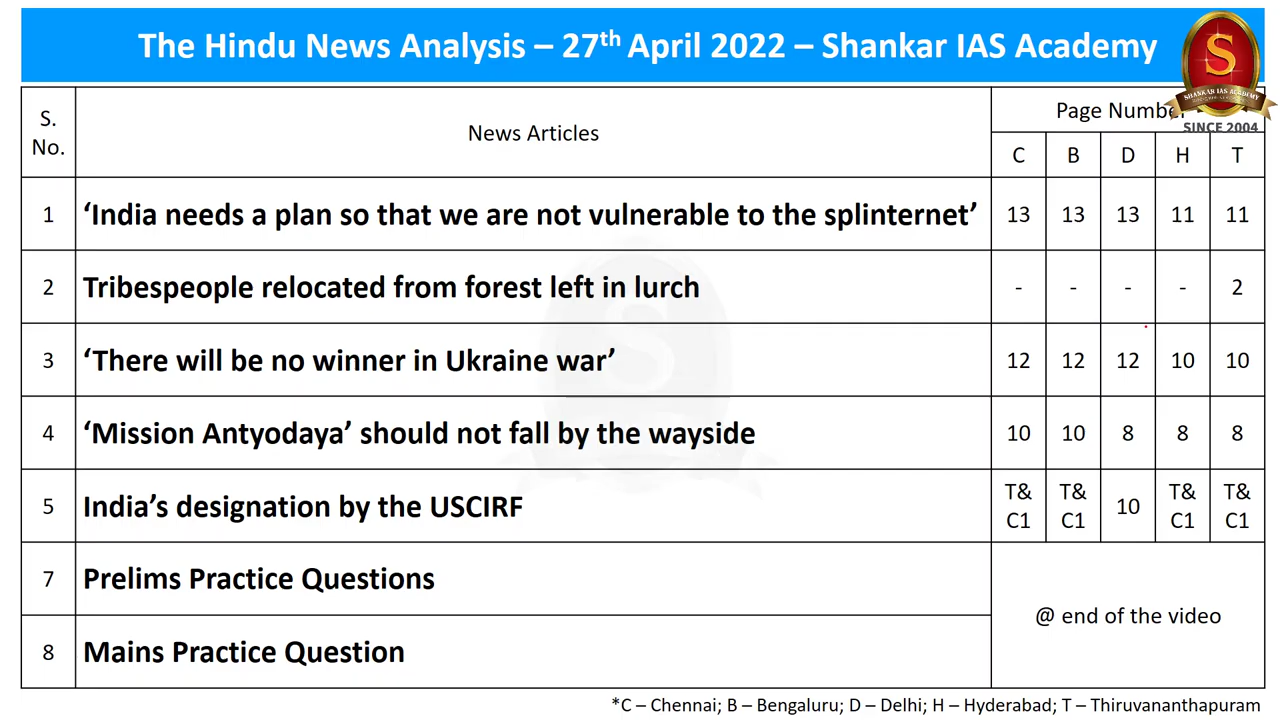 The Hindu News Analysis – 27th April 2022 – Shankar IAS Academy
S
SHANKAR IAS ACADEMY
SINCE 2004
S. No.
News Articles
Page Numbe
C B D H T
1 ‘India needs a plan so that we are not vulnerable to the splinternet’ 13 13 13 11 11
2 Tribespeople relocated from forest left in lurch - - - - 2
3 ‘There will be no winner in Ukraine war’ 12 12 12 10 10
4 ‘Mission Antyodaya’ should not fall by the wayside 10 10 8 8 8
5 India’s designation by the USCIRF T& C1 T& C1 10 T& C1 T& C1
7 Prelims Practice Questions
@ end of the video
8 Mains Practice Question
*C – Chennai; B – Bengaluru; D – Delhi; H – Hyderabad; T – Thiruvananthapuram